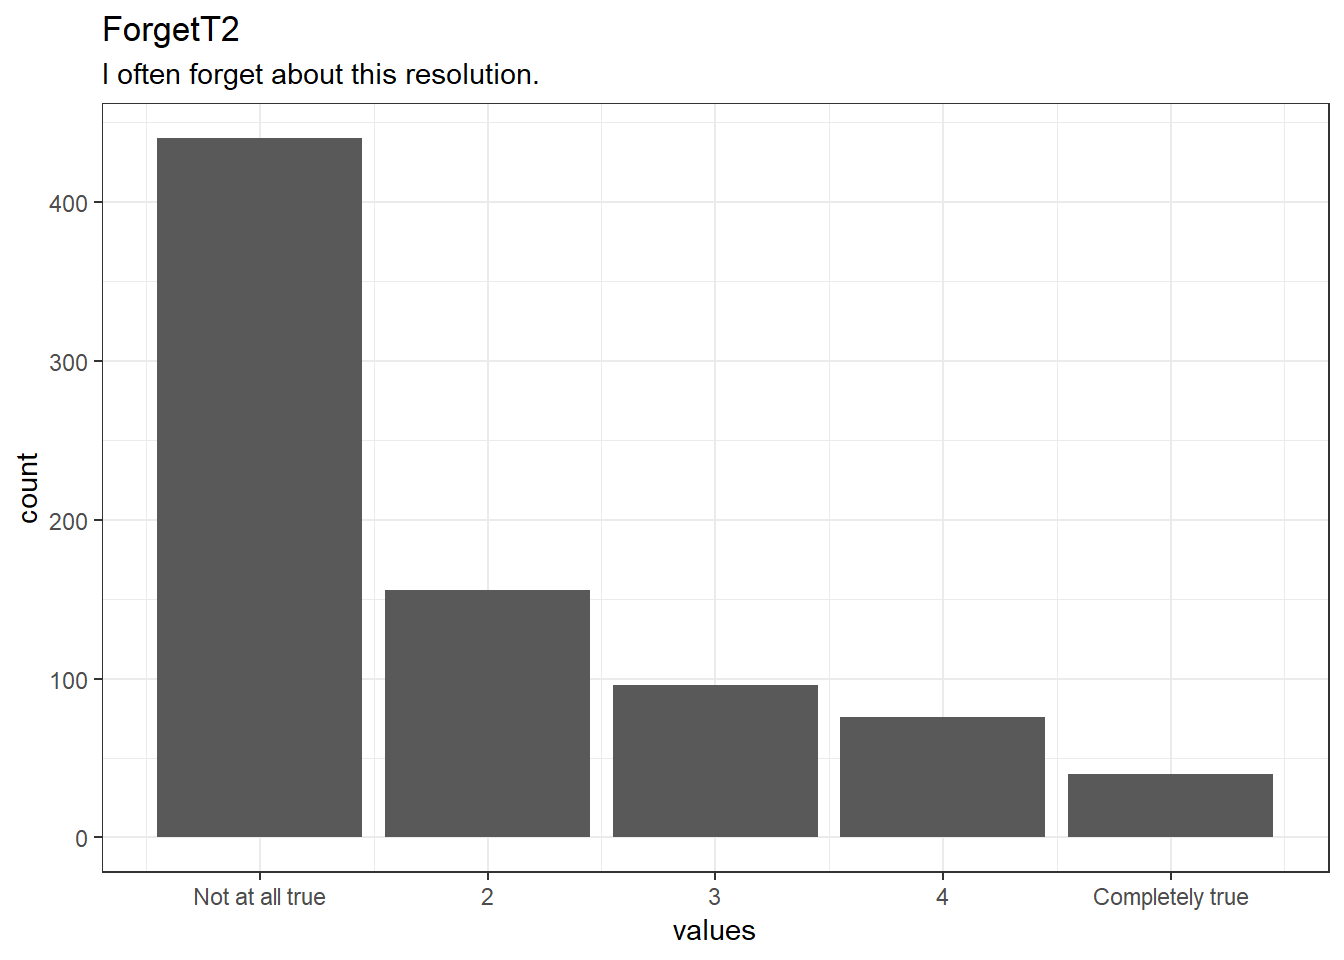 ForgetT2
I often forget about this resolution.
400
300
200
100
0
count
Not at all true 2 3 4 Completely true
values